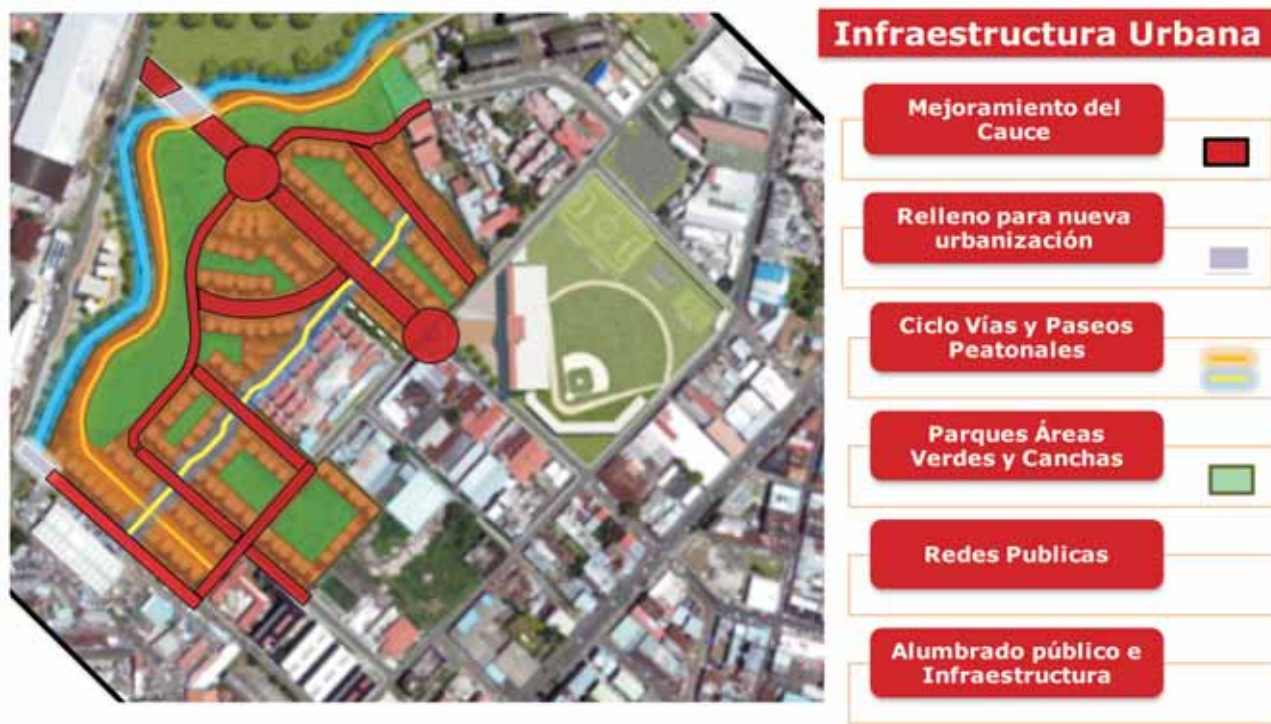 Infraestructura Urbana
Mejoramiento del
Cauce
Relleno para nueva
urbanización
Ciclo Vías y Paseos
Peatonales
Parques Áreas
Verdes y Canchas
Redes Publicas
Alumbrado público e
Infraestructura